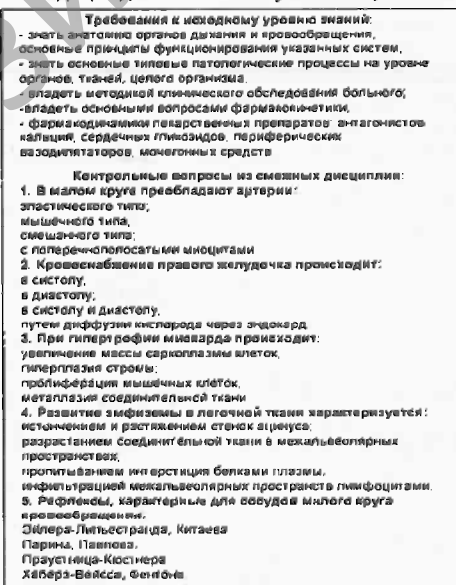 Требования к исходному уровню знаний:
- знать анатомию органов дыхания и кровообращения,
основные принципы функционирования указанных систем,
- знать основные типовые патологические процессы на уровне
органов, тканей, целого организма.
- владеть методикой клинического обследования больного;
-владеть основными вопросами фармакокинетики,
- фармакодинамики лекарственных препаратов: антагонистов
кальция, сердечных гликозидов, периферических
вазодилятаторов, мочегонных средств
Контрольные вопросы из смежных дисциплин:
1. В малом круге преобладают артерии:
эластического типа;
мышечного типа,
смешанного типа;
с поперечнополосатыми миоцитами
2. Кровоснабжение правого желудочка происходит:
в систолу,
в диастолу;
в систолу и диастолу,
путем диффузии кислорода через эндокард
3. При гипертрофии миокарда происходит:
увеличение массы саркоплазмы клеток,
гиперплазия стромы;
пролиферация мышечных клеток,
метаплазия соединительной ткани
4. Развитие эмфиземы в легочной ткани характеризуется:
истончением и растяжением стенок ацинуса;
разрастанием соединительной ткани в межальвеолярных
пространствах,
пропитыванием интерстиция белками плазмы,
инфильтрацией межальвеолярных пространств лимфоцитами.
5. Рефлексы, характерные для сосудов малого круга
кровообращения:
Эйлера-Лильестранда, Китаева
Парина, Павлова.
Праустница-Кюстнера
Хабера-Вейсса,